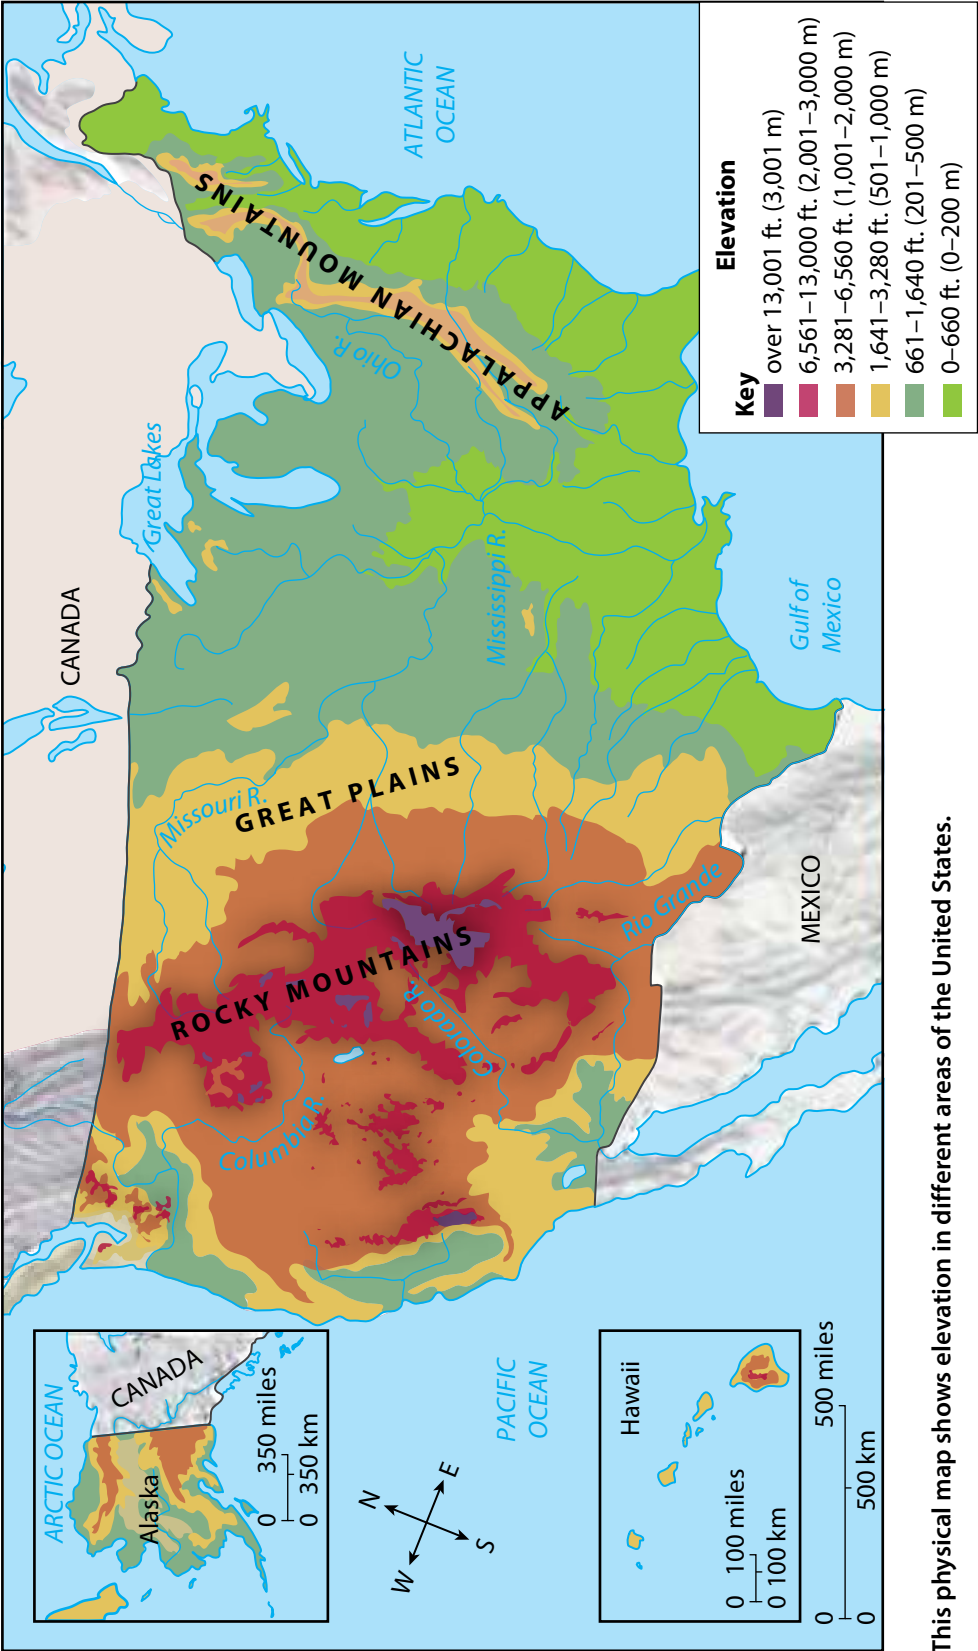 CANADA
Great Lakes
ATLANTIC
OCEAN
APPALACHIAN MOUNTAINS
Ohio R.
Mississippi R.
Missouri R.
GREAT PLAINS
ROCKY MOUNTAINS
Columbia R.
Colorado R.
Rio Grande
MEXICO
Gulf of
Mexico
PACIFIC
OCEAN
ARCTIC OCEAN
CANADA
Alaska
0 350 miles
0 350 km
N
E
S
W
Hawaii
0 100 miles
0 100 km
0 500 miles
0 500 km
Elevation
Key
over 13,001 ft. (3,001 m)
6,561–13,000 ft. (2,001–3,000 m)
3,281–6,560 ft. (1,001–2,000 m)
1,641–3,280 ft. (501–1,000 m)
661–1,640 ft. (201–500 m)
0–660 ft. (0–200 m)
This physical map shows elevation in different areas of the United States.